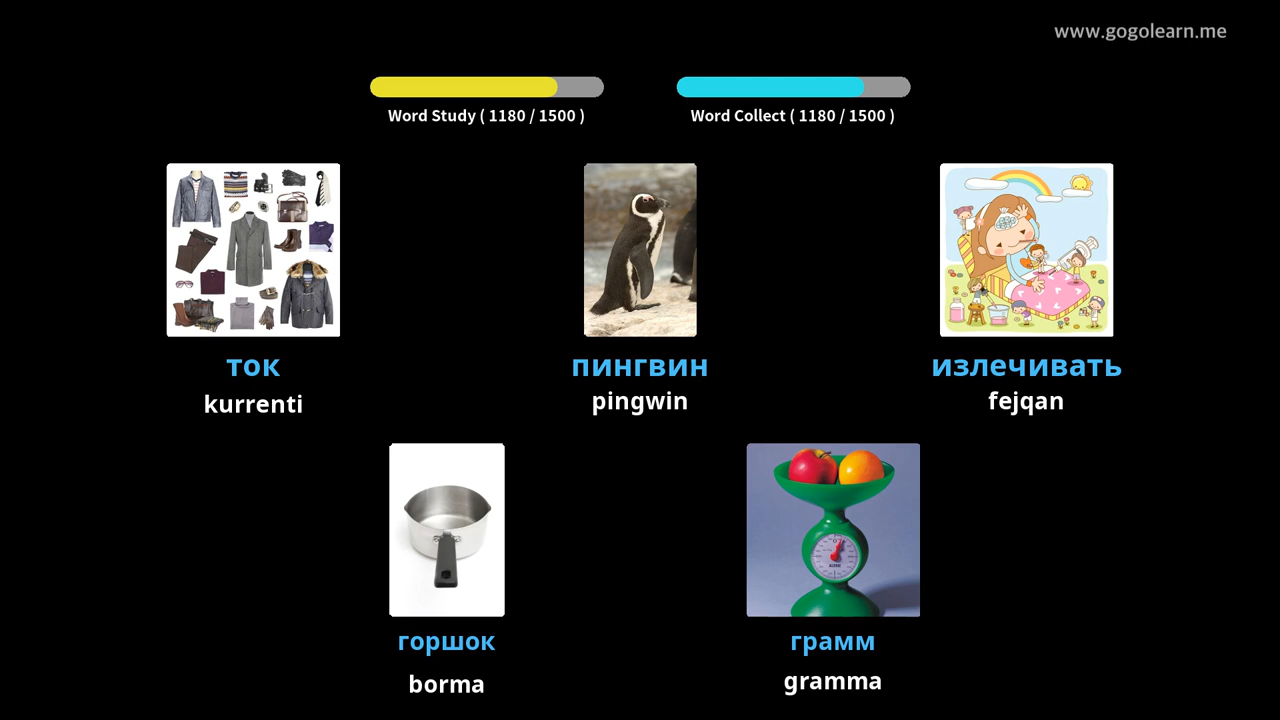 www.gogolearn.me
Word Study ( 1180 / 1500 )
Word Collect ( 1180 / 1500 )
ток
kurrenti
пингвин
pingwin
излечивать
fejqan
горшок
borma
грамм
gramma